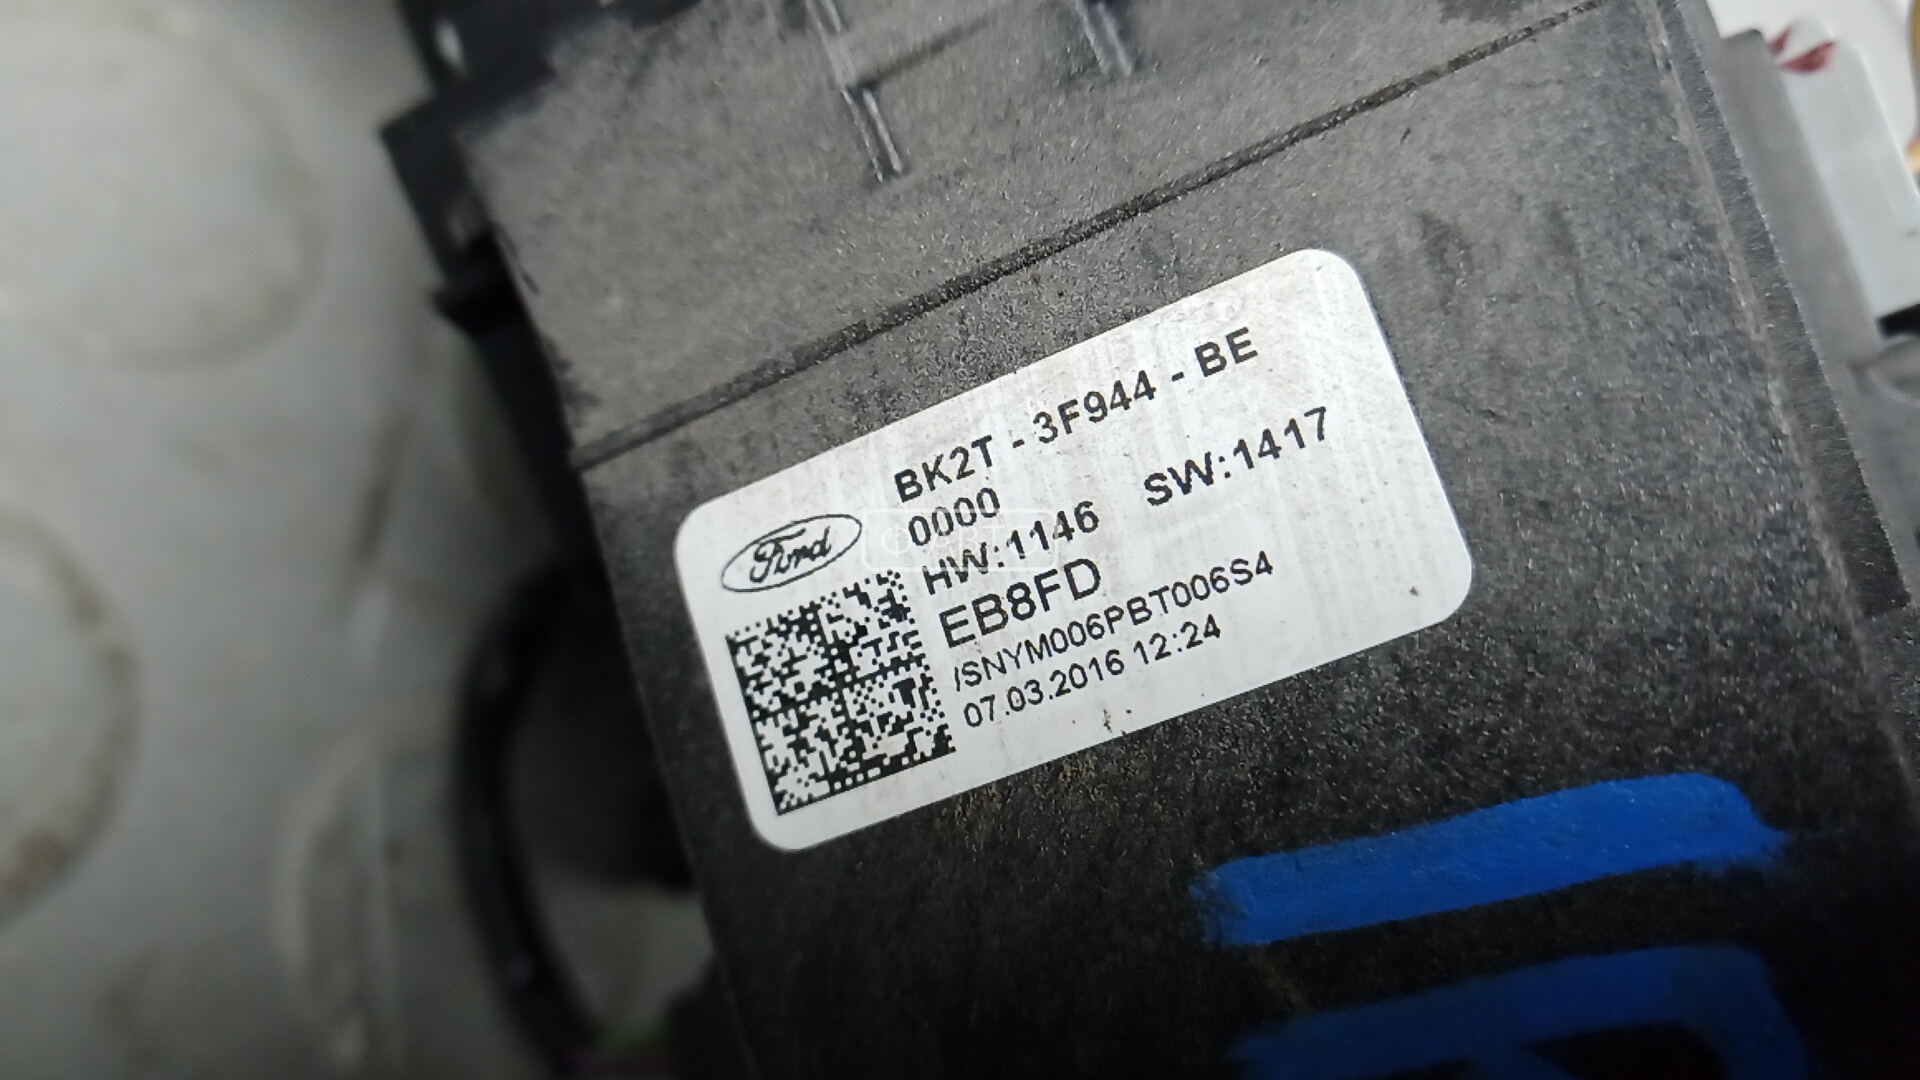 BK2T - 3F944 - BE
0000
HW:1146 SW:1417
Ford
EB8FD
/SNYM006PBT006S4
07.03.2016 12:24